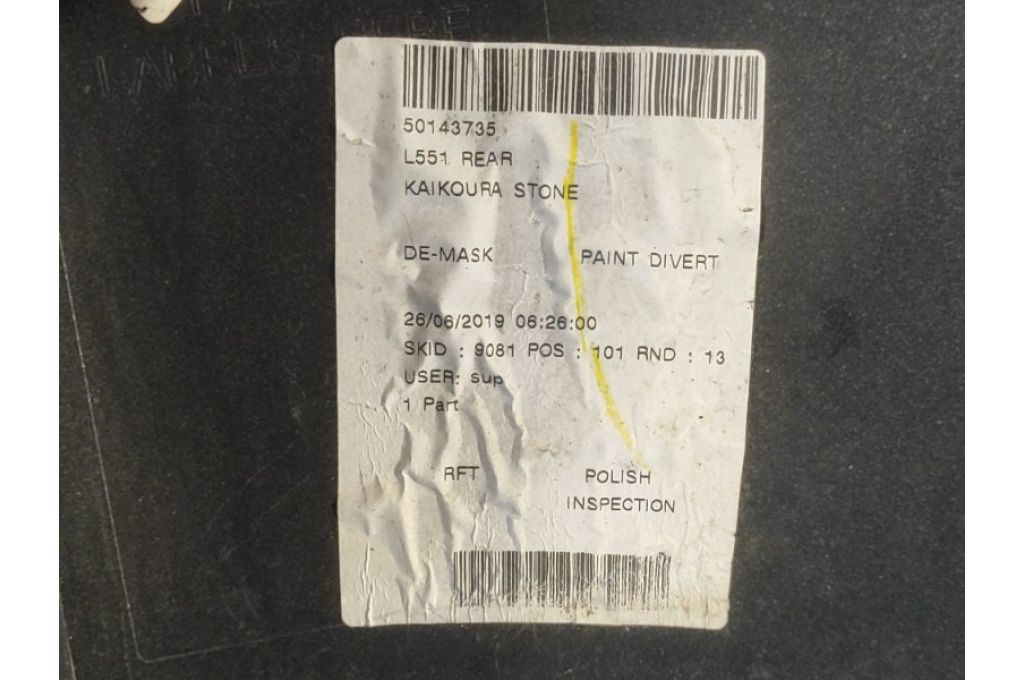 50143735
L551 REAR
KAIKOURA STONE
DE-MASK PAINT DIVERT
26/06/2019 06:26:00
SKID : 9081 POS : 101 RND : 13
USER: sup
1 Part
RFT POLISH
INSPECTION